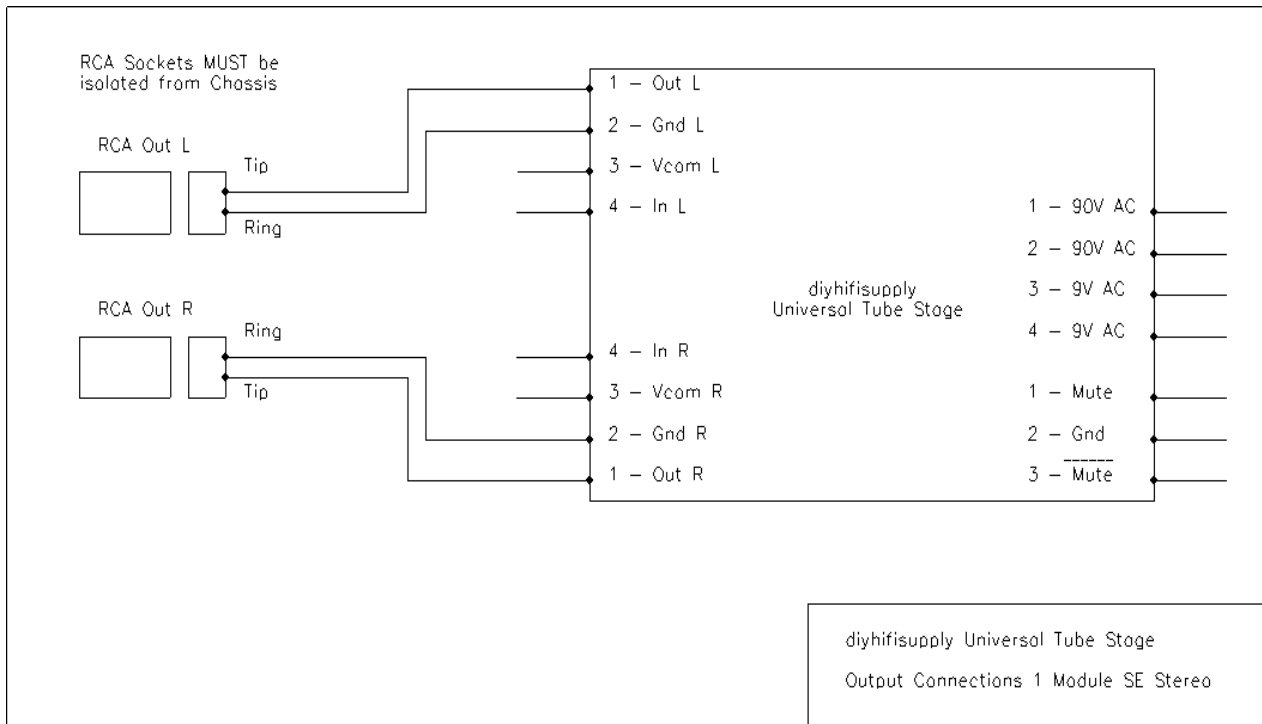 RCA Sockets MUST be
isolated from Chassis
RCA Out L
Tip
Ring
RCA Out R
Ring
Tip
1 - Out L
2 - Gnd L
3 - Vcom L
4 - In L
diyhifisupply
Universal Tube Stage
4 - In R
3 - Vcom R
2 - Gnd R
1 - Out R
1 - 90V AC
2 - 90V AC
3 - 9V AC
4 - 9V AC
1 - Mute
2 - Gnd
3 - Mute
diyhifisupply Universal Tube Stage
Output Connections 1 Module SE Stereo